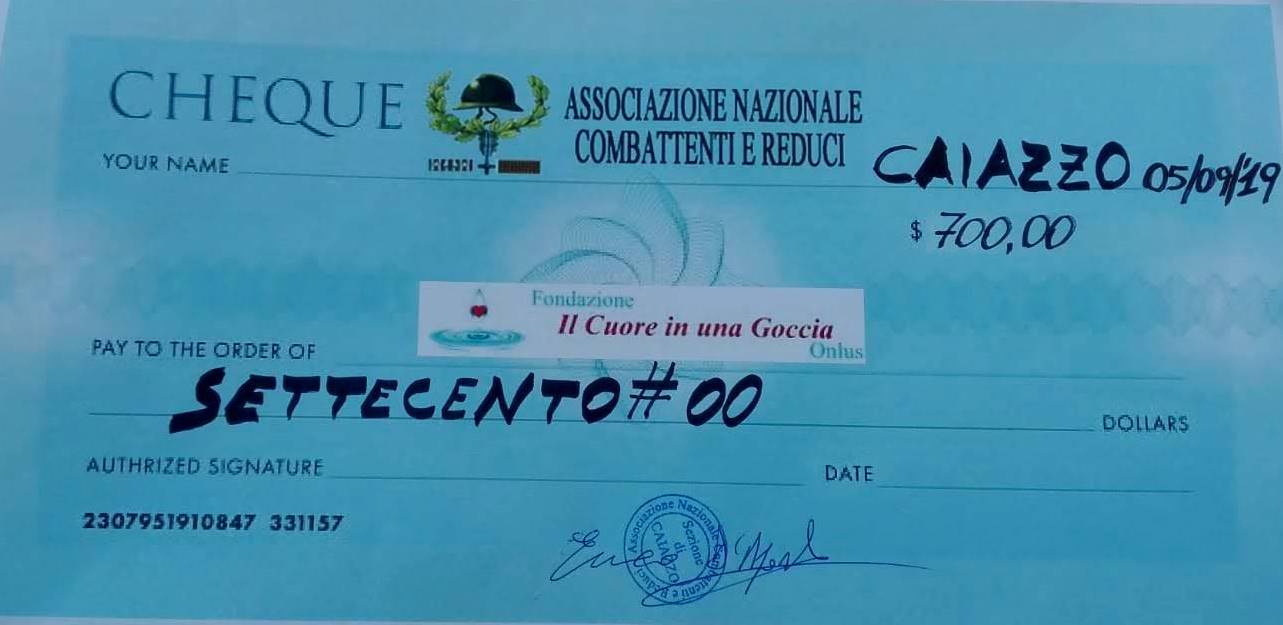 CHEQUE
ASSOCIAZIONE NAZIONALE
COMBATTENTI E REDUCI
YOUR NAME
CAIAZZO 05/09/'19
$ 700,00
Fondazione
Il Cuore in una Goccia
Onlus
PAY TO THE ORDER OF
SETTECENTO # 00
DOLLARS
AUTHRIZED SIGNATURE
DATE
2307951910847 331157
Associazione Nazionale Combattenti e Reduci
Sezione
di
CAIAZZO